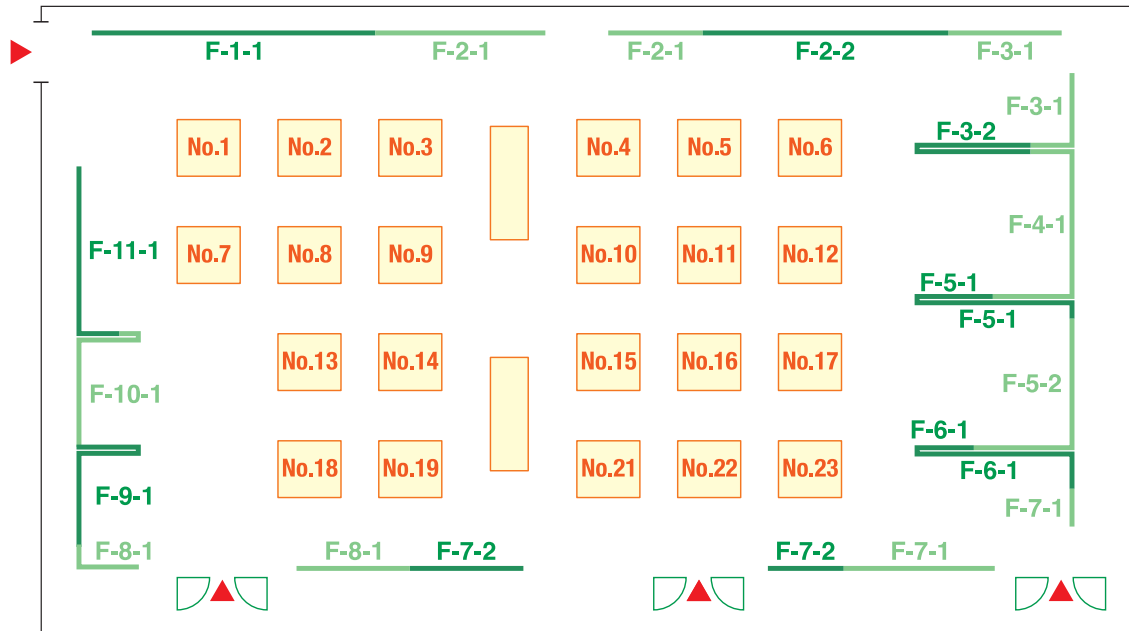 F-1-1
F-2-1
F-2-1
F-2-2
F-3-1
F-3-1
F-3-2
No.1
No.2
No.3
No.4
No.5
No.6
F-4-1
F-11-1
No.7
No.8
No.9
No.10
No.11
No.12
F-5-1
F-5-1
No.13
No.14
No.15
No.16
No.17
F-10-1
F-5-2
F-6-1
No.18
No.19
No.21
No.22
No.23
F-6-1
F-9-1
F-7-1
F-8-1
F-8-1
F-7-2
F-7-2
F-7-1